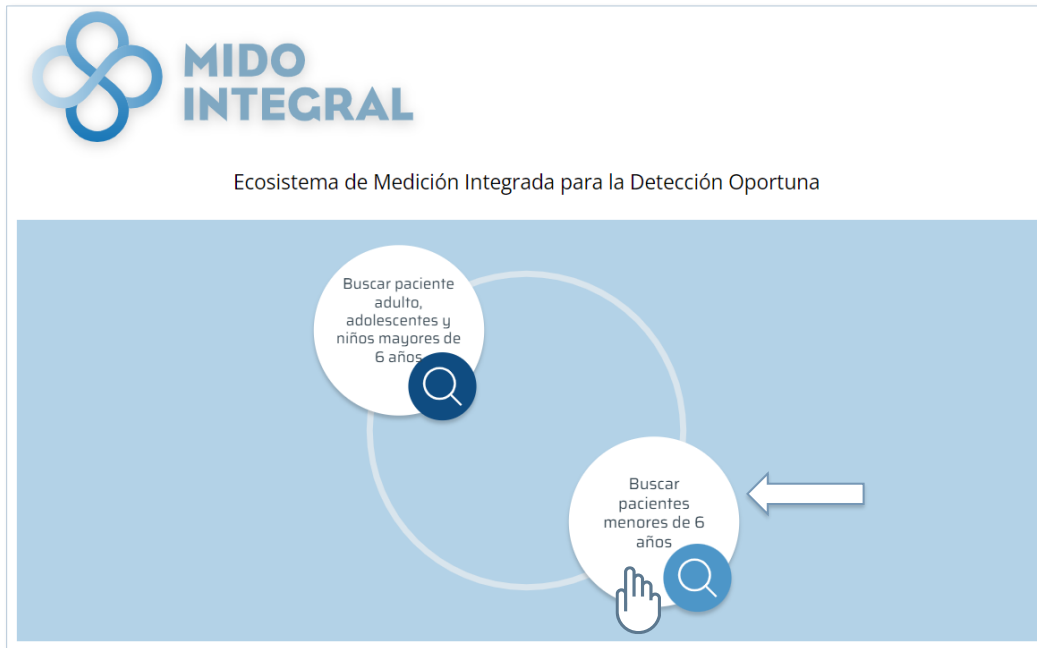 MIDO
INTEGRAL
Ecosistema de Medición Integrada para la Detección Oportuna
Buscar paciente
adulto,
adolescentes y
niños mayores de
6 años
Buscar
pacientes
menores de 6
años